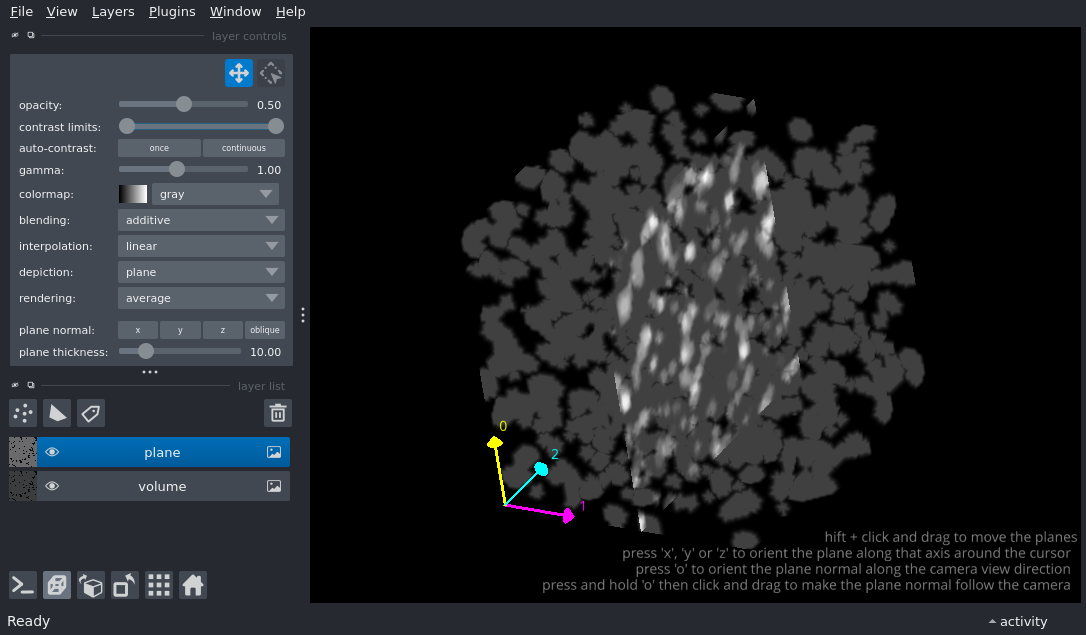 File View Layers Plugins Window Help
layer controls
opacity: 0.50
contrast limits:
auto-contrast: once continuous
gamma: 1.00
colormap: gray
blending: additive
interpolation: linear
depiction: plane
rendering: average
plane normal: x y z oblique
plane thickness: 10.00
layer list
plane
volume
0
2
1
hift + click and drag to move the planes
press 'x', 'y' or 'z' to orient the plane along that axis around the cursor
press 'o' to orient the plane normal along the camera view direction
press and hold 'o' then click and drag to make the plane normal follow the camera
Ready
activity